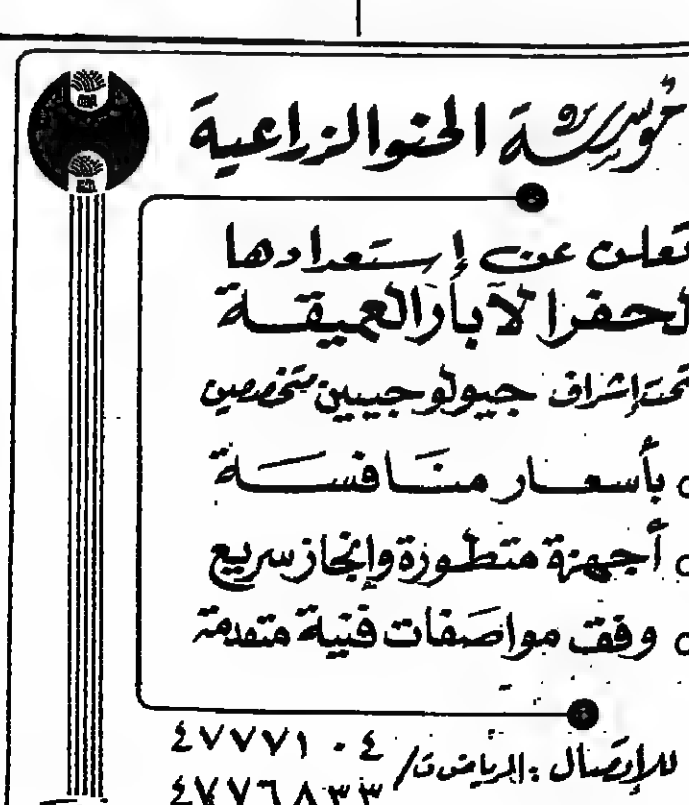 مؤسسة الحنو الزراعية
تعلن عن إستعدادها
لحفر الآبار العميقة
تحت إشراف جيولوجيين متخصصين
بأسعار منافسة
أجهزة متطورة وإنجاز سريع
وفق مواصفات فنية متقدمة
للإتصال : الرياض ت/ ٤٧٧٧١٠٤
٤٧٧٦٨٣٣